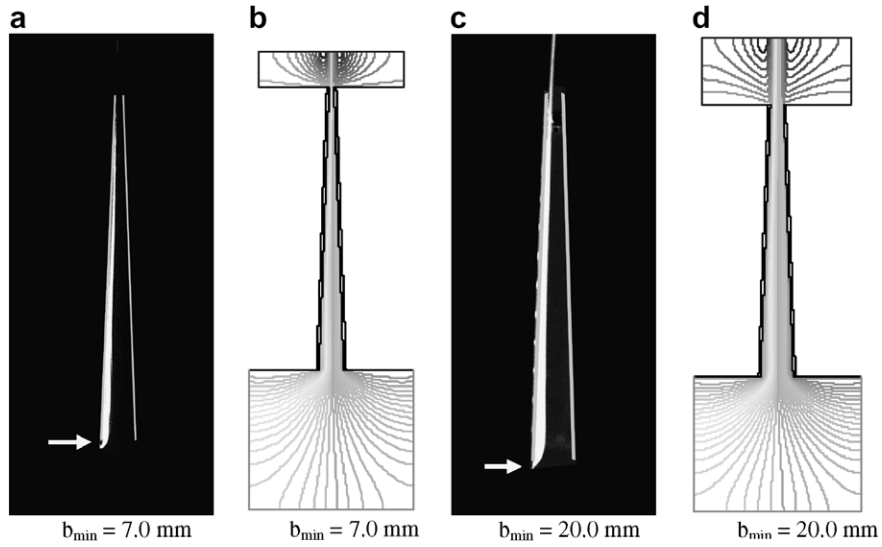 a
b
c
d
b_min = 7.0 mm
b_min = 7.0 mm
b_min = 20.0 mm
b_min = 20.0 mm